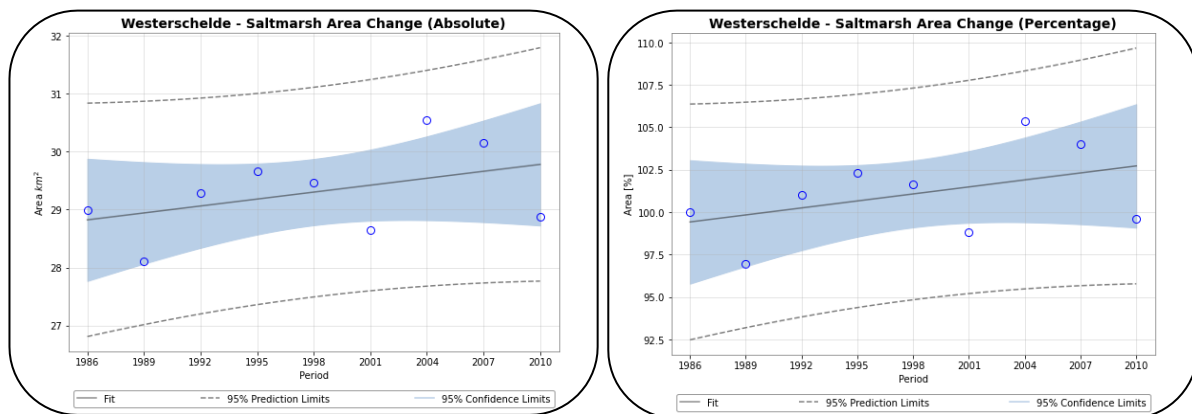 Westerschelde - Saltmarsh Area Change (Absolute)
32
31
30
29
28
27
Area km²
1986 1989 1992 1995 1998 2001 2004 2007 2010
Period
Fit 95% Prediction Limits 95% Confidence Limits
Westerschelde - Saltmarsh Area Change (Percentage)
110.0
107.5
105.0
102.5
100.0
97.5
95.0
92.5
Area [%]
1986 1989 1992 1995 1998 2001 2004 2007 2010
Period
Fit 95% Prediction Limits 95% Confidence Limits